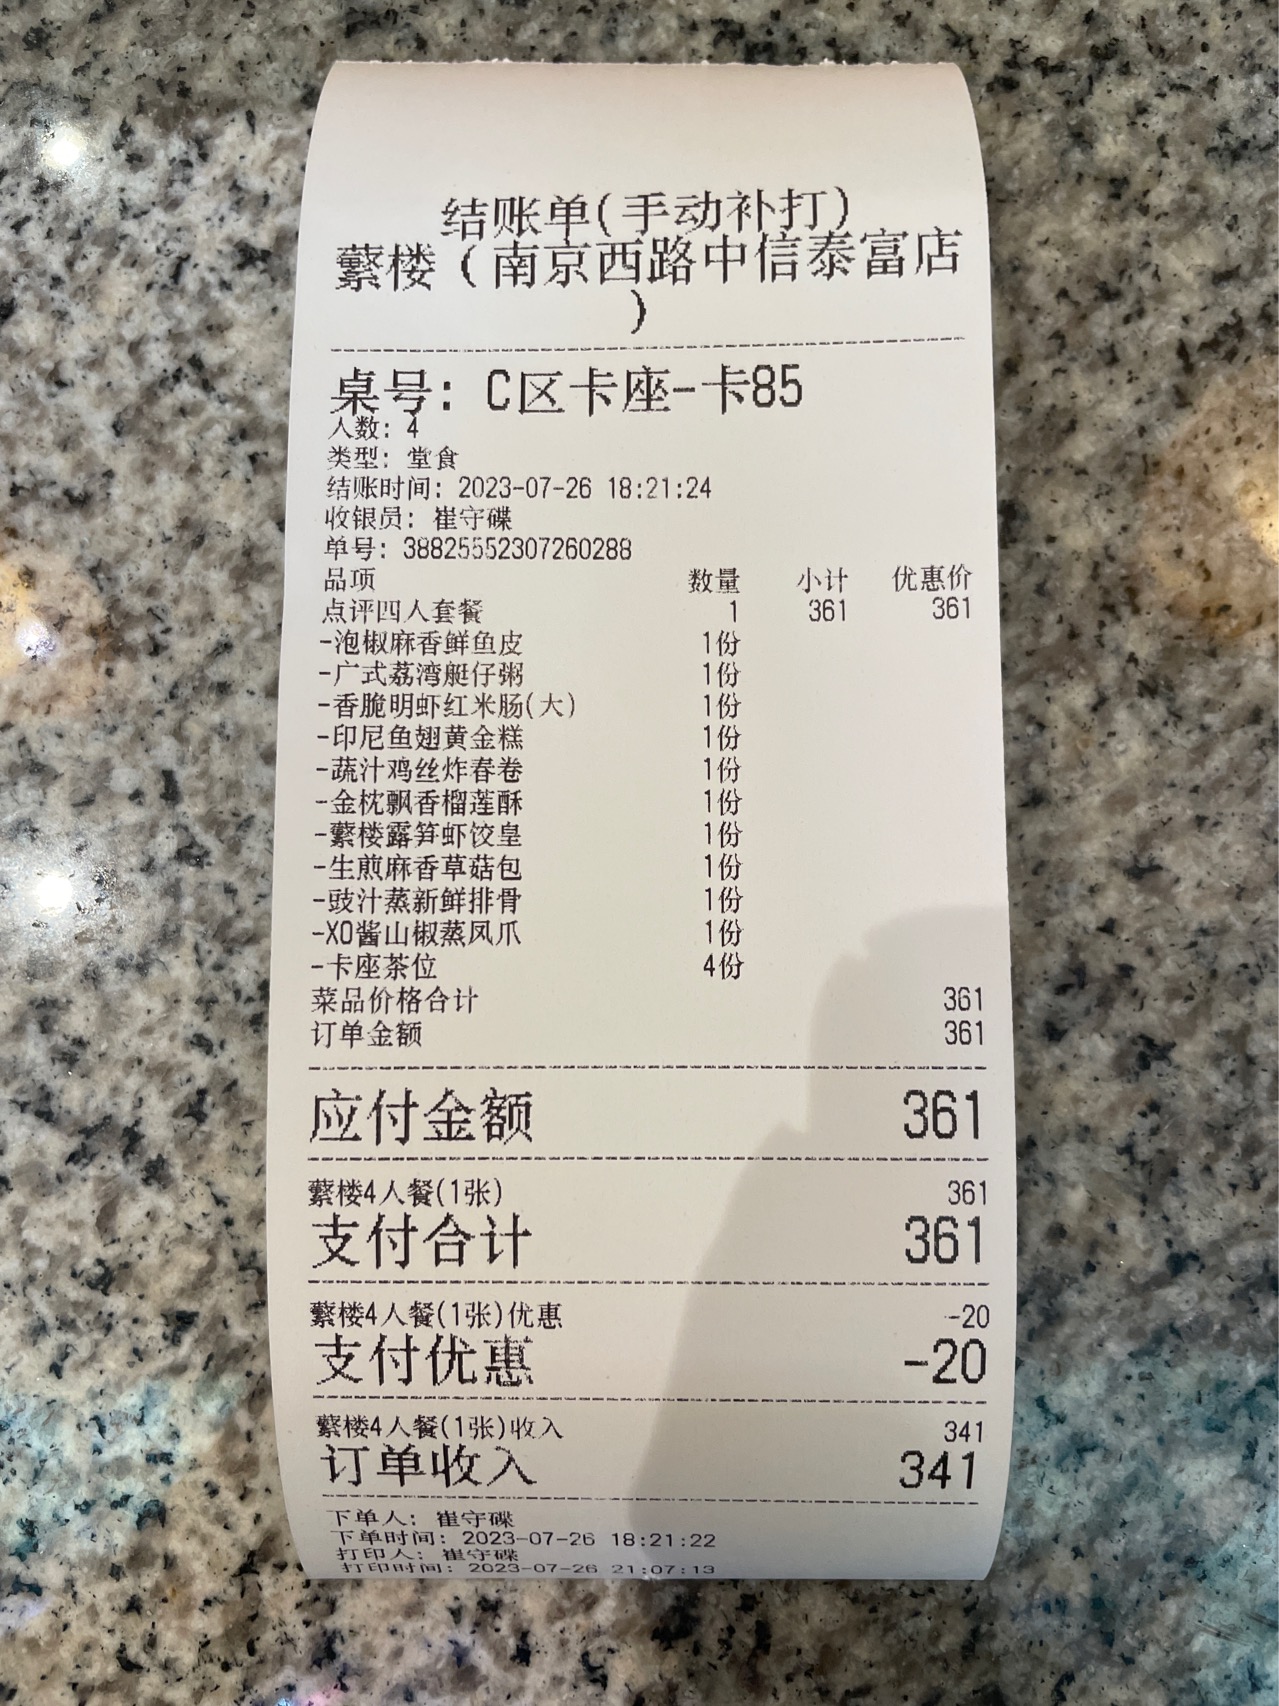 结账单(手动补打)
蘩楼(南京西路中信泰富店
)
桌号: C区卡座-卡85
人数: 4
类型: 堂食
结账时间: 2023-07-26 18:21:24
收银员: 崔守碟
单号: 38825552307260288
品项 数量 小计 优惠价
点评四人套餐 1 361 361
-泡椒麻香鲜鱼皮 1份
-广式荔湾艇仔粥 1份
-香脆明虾红米肠(大) 1份
-印尼鱼翅黄金糕 1份
-蔬汁鸡丝炸春卷 1份
-金枕飘香榴莲酥 1份
-蘩楼露笋虾饺皇 1份
-生煎麻香草菇包 1份
-豉汁蒸新鲜排骨 1份
-XO酱山椒蒸凤爪 1份
-卡座茶位 4份
菜品价格合计 361
订单金额 361
应付金额 361
蘩楼4人餐(1张) 361
支付合计 361
蘩楼4人餐(1张)优惠 -20
支付优惠 -20
蘩楼4人餐(1张)收入 341
订单收入 341
下单人: 崔守碟
下单时间: 2023-07-26 18:21:22
打印人: 崔守碟
打印时间: 2023-07-26 21:07:13